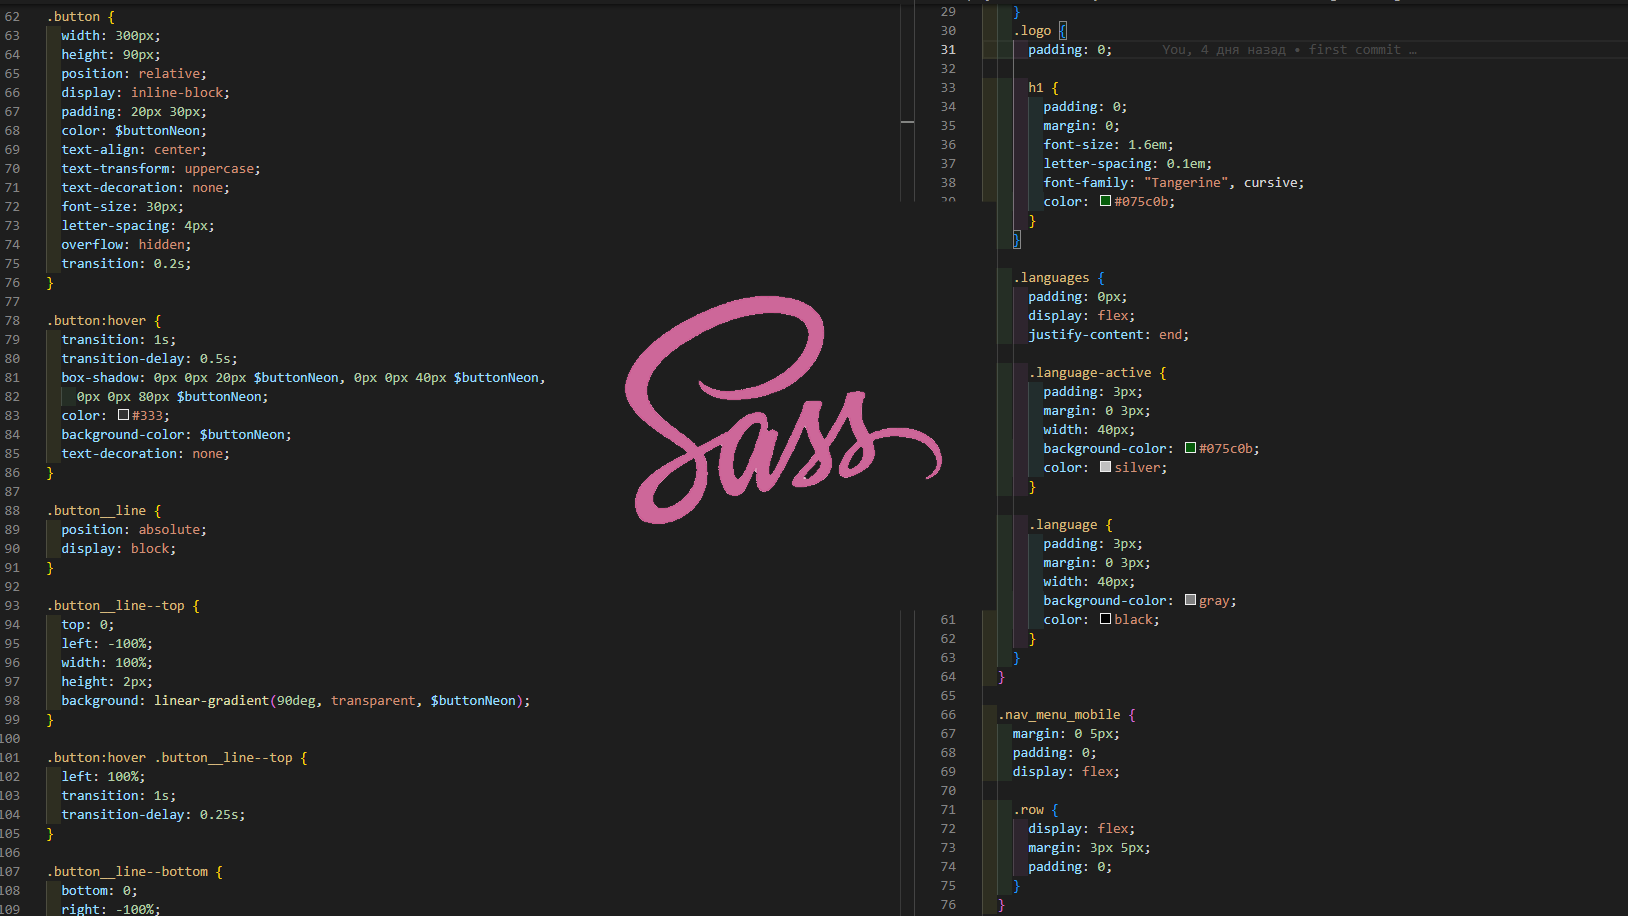 62 .button {
63 width: 300px;
64 height: 90px;
65 position: relative;
66 display: inline-block;
67 padding: 20px 30px;
68 color: $buttonNeon;
69 text-align: center;
70 text-transform: uppercase;
71 text-decoration: none;
72 font-size: 30px;
73 letter-spacing: 4px;
74 overflow: hidden;
75 transition: 0.2s;
76 }
77
78 .button:hover {
79 transition: 1s;
80 transition-delay: 0.5s;
81 box-shadow: 0px 0px 20px $buttonNeon, 0px 0px 40px $buttonNeon,
82 0px 0px 80px $buttonNeon;
83 color: #333;
84 background-color: $buttonNeon;
85 text-decoration: none;
86 }
87
88 .button__line {
89 position: absolute;
90 display: block;
91 }
92
93 .button__line--top {
94 top: 0;
95 left: -100%;
96 width: 100%;
97 height: 2px;
98 background: linear-gradient(90deg, transparent, $buttonNeon);
99 }
100
101 .button:hover .button__line--top {
102 left: 100%;
103 transition: 1s;
104 transition-delay: 0.25s;
105 }
106
107 .button__line--bottom {
108 bottom: 0;
109 right: -100%;
Sass
29 }
30 .logo {
31 padding: 0; You, 4 дня назад • first commit …
32
33 h1 {
34 padding: 0;
35 margin: 0;
36 font-size: 1.6em;
37 letter-spacing: 0.1em;
38 font-family: "Tangerine", cursive;
39 color: #075c0b;
}
}
.languages {
padding: 0px;
display: flex;
justify-content: end;
.language-active {
padding: 3px;
margin: 0 3px;
width: 40px;
background-color: #075c0b;
color: silver;
}
.language {
padding: 3px;
margin: 0 3px;
width: 40px;
background-color: gray;
61 color: black;
62 }
63 }
64 }
65
66 .nav_menu_mobile {
67 margin: 0 5px;
68 padding: 0;
69 display: flex;
70
71 .row {
72 display: flex;
73 margin: 3px 5px;
74 padding: 0;
75 }
76 }